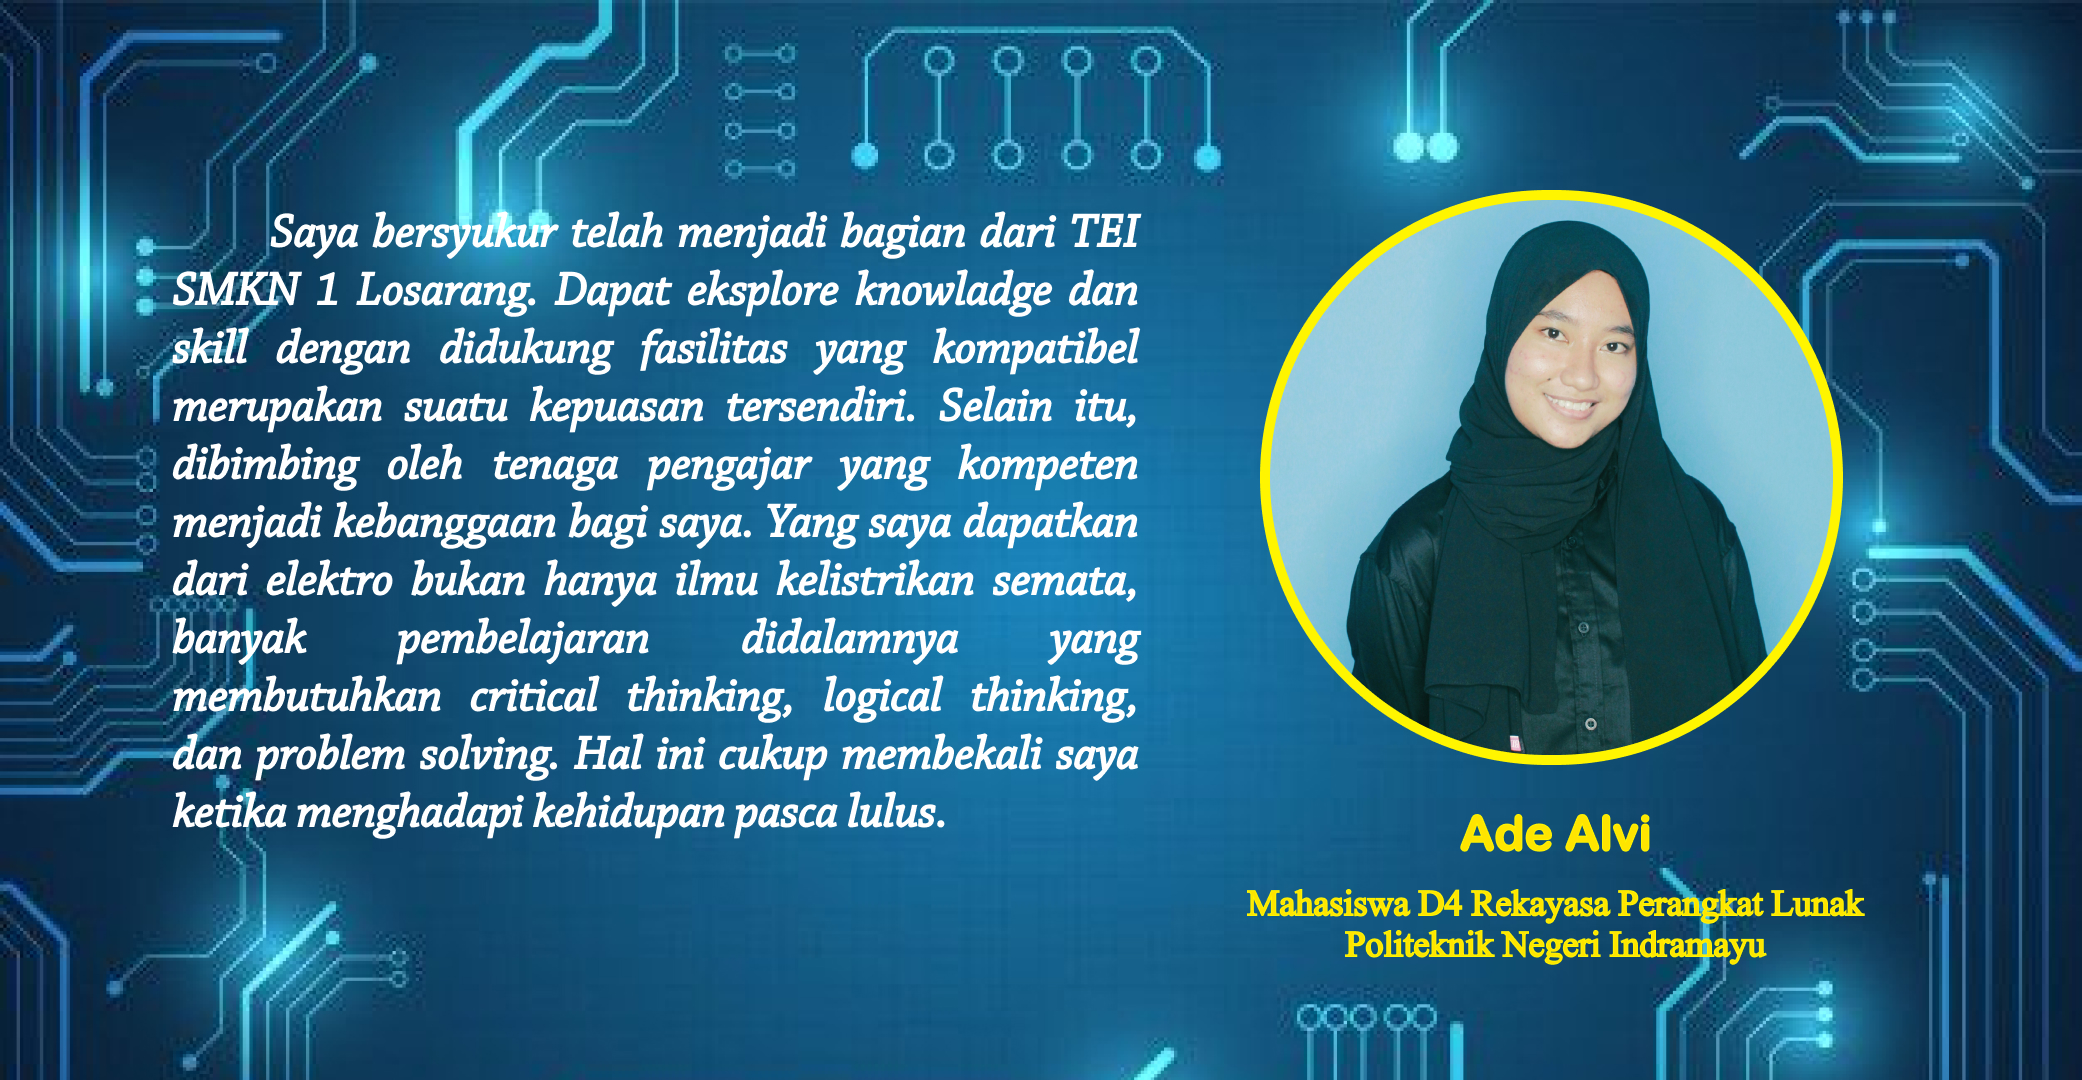 Saya bersyukur telah menjadi bagian dari TEI
SMKN 1 Losarang. Dapat eksplore knowladge dan
skill dengan didukung fasilitas yang kompatibel
merupakan suatu kepuasan tersendiri. Selain itu,
dibimbing oleh tenaga pengajar yang kompeten
menjadi kebanggaan bagi saya. Yang saya dapatkan
dari elektro bukan hanya ilmu kelistrikan semata,
banyak pembelajaran didalamnya yang
membutuhkan critical thinking, logical thinking,
dan problem solving. Hal ini cukup membekali saya
ketika menghadapi kehidupan pasca lulus.
Ade Alvi
Mahasiswa D4 Rekayasa Perangkat Lunak
Politeknik Negeri Indramayu